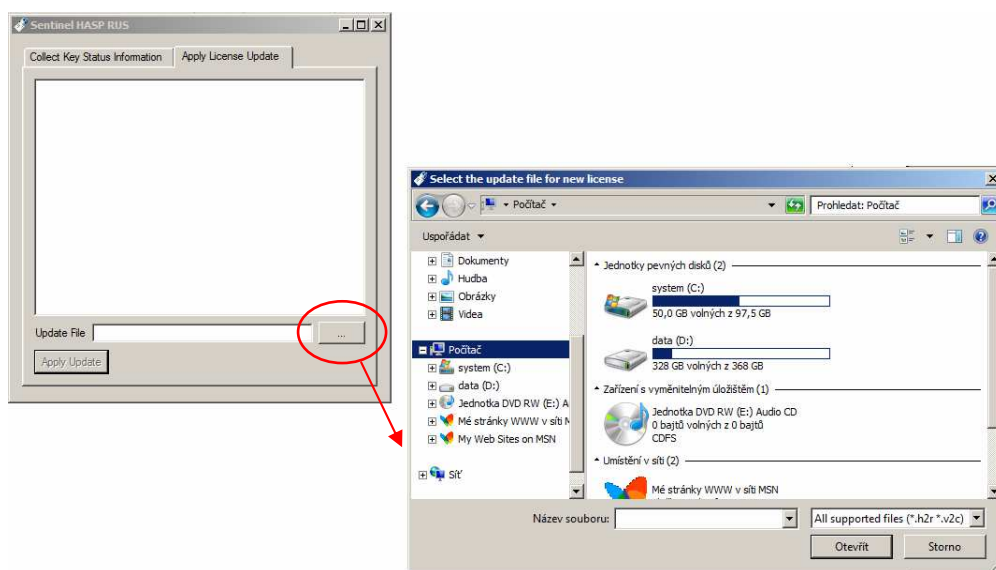 Sentinel HASP RUS
Collect Key Status Information
Apply License Update
Update File
...
Apply Update
Select the update file for new license
Počítač
Prohledat: Počítač
Uspořádat
Dokumenty
Hudba
Obrázky
Videa
Počítač
system (C:)
data (D:)
Jednotka DVD RW (E:) A
Mé stránky WWW v síti M
My Web Sites on MSN
Síť
Jednotky pevných disků (2)
system (C:)
50,0 GB volných z 97,5 GB
data (D:)
328 GB volných z 368 GB
Zařízení s vyměnitelným úložištěm (1)
Jednotka DVD RW (E:) Audio CD
0 bajtů volných z 0 bajtů
CDFS
Umístění v síti (2)
Mé stránky WWW v síti MSN
Název souboru:
All supported files (*.h2r *.v2c)
Otevřít
Storno